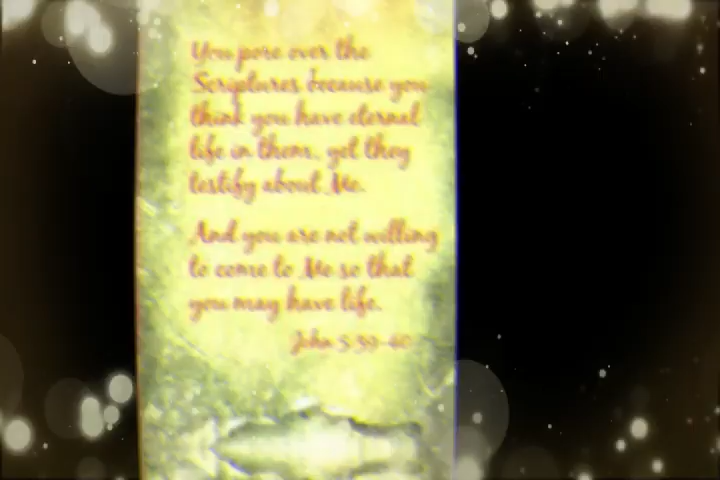 You pore over the
Scriptures because you
think you have eternal
life in them, yet they
testify about Me.
And you are not willing
to come to Me so that
you may have life.
John 5:39-40